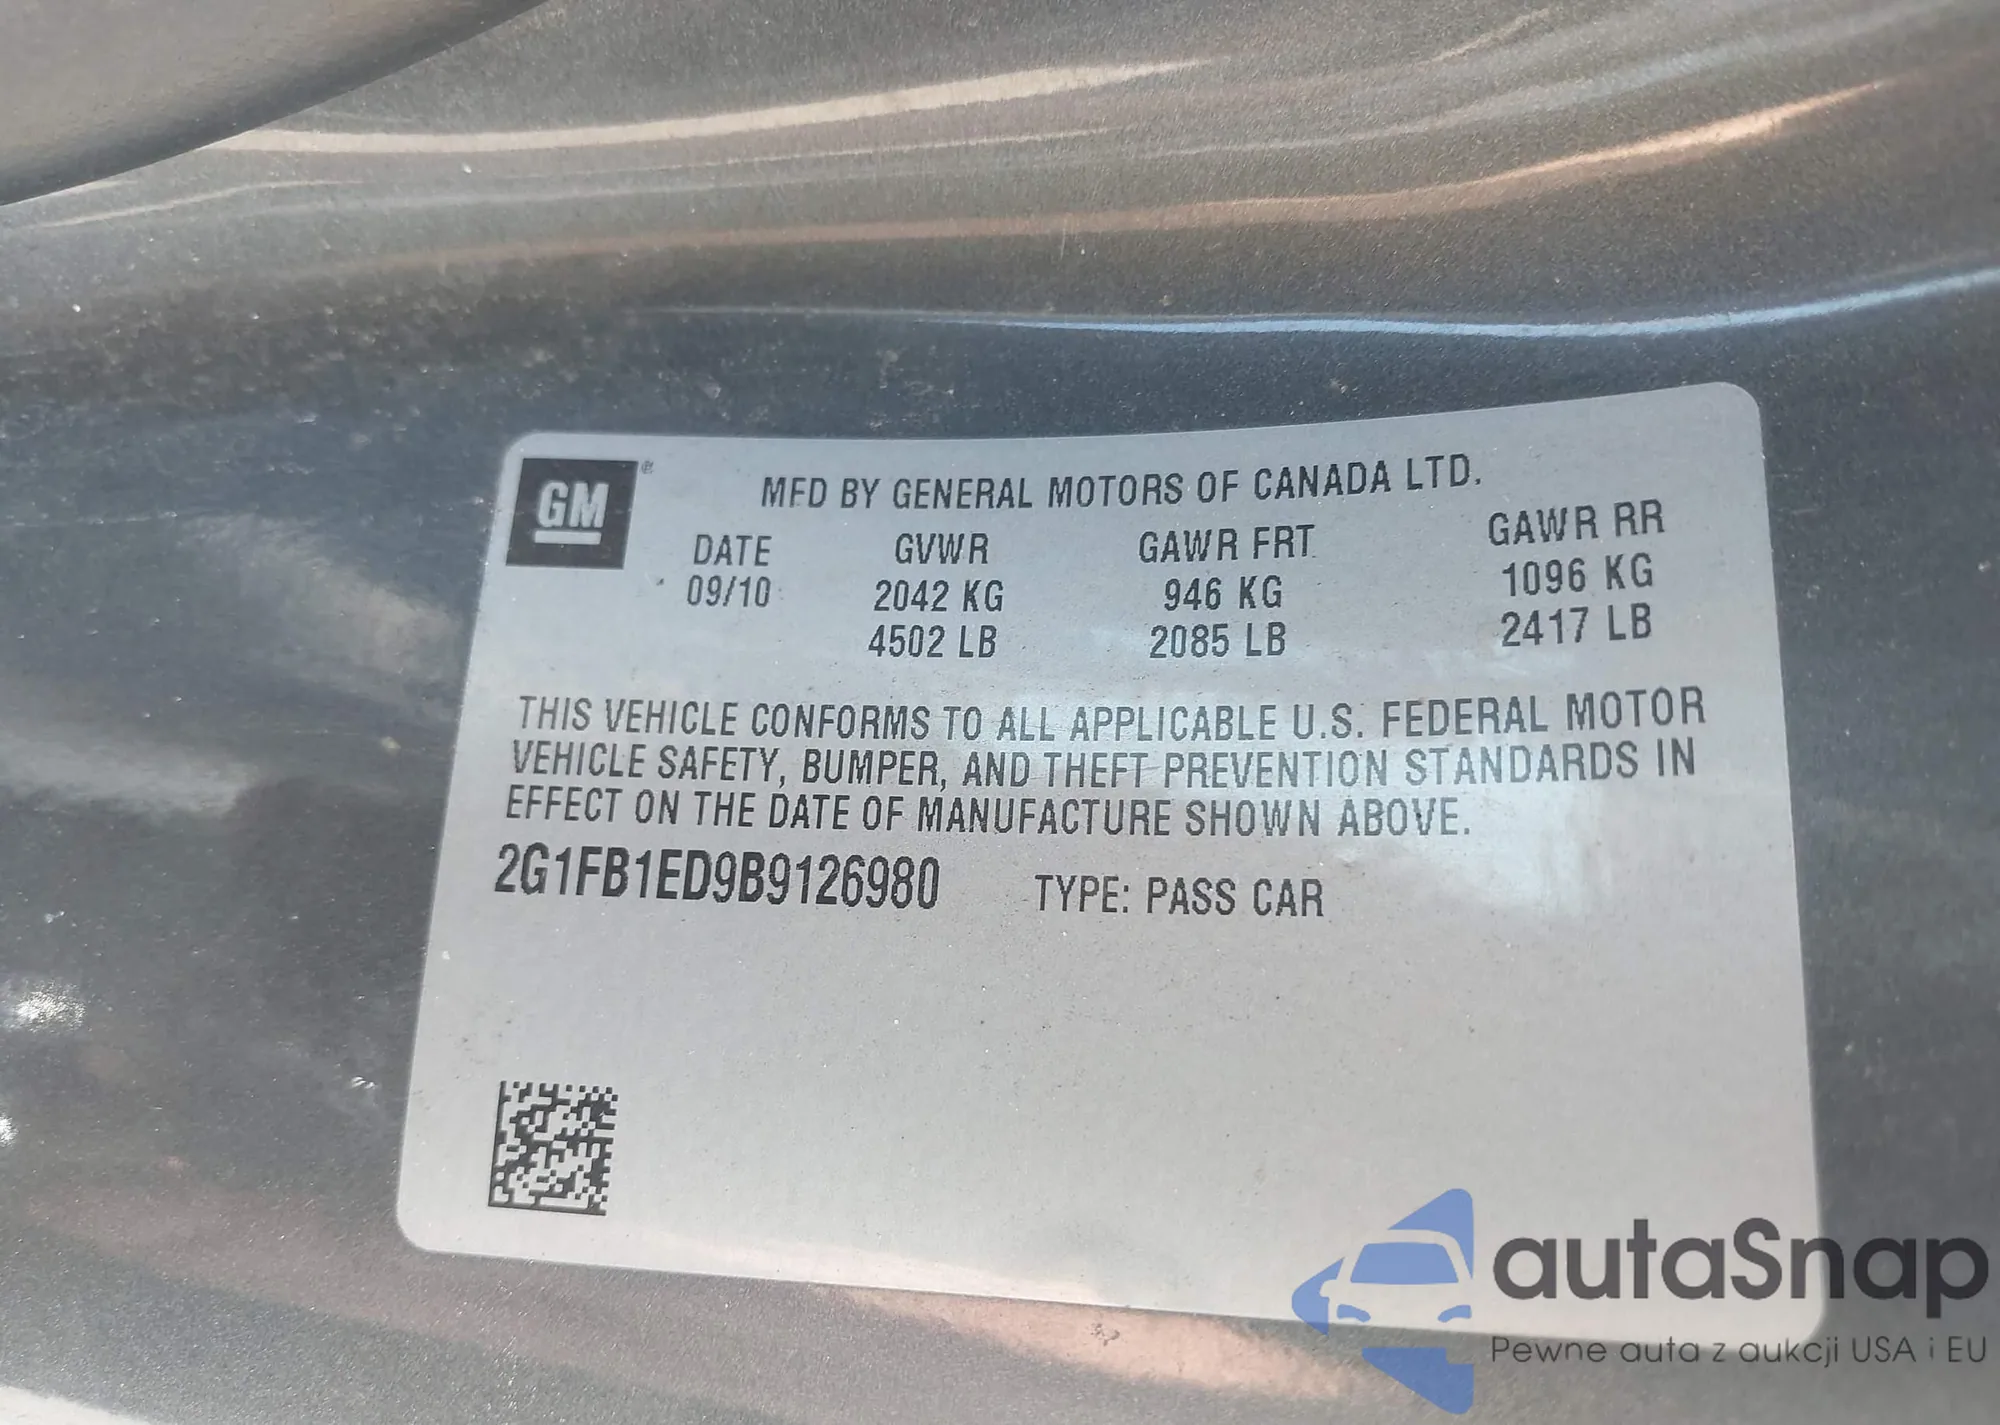 GM ®
MFD BY GENERAL MOTORS OF CANADA LTD.
DATE GVWR GAWR FRT GAWR RR
09/10 2042 KG 946 KG 1096 KG
4502 LB 2085 LB 2417 LB
THIS VEHICLE CONFORMS TO ALL APPLICABLE U.S. FEDERAL MOTOR
VEHICLE SAFETY, BUMPER, AND THEFT PREVENTION STANDARDS IN
EFFECT ON THE DATE OF MANUFACTURE SHOWN ABOVE.
2G1FB1ED9B9126980 TYPE: PASS CAR
autaSnap
Pewne auta z aukcji USA i EU